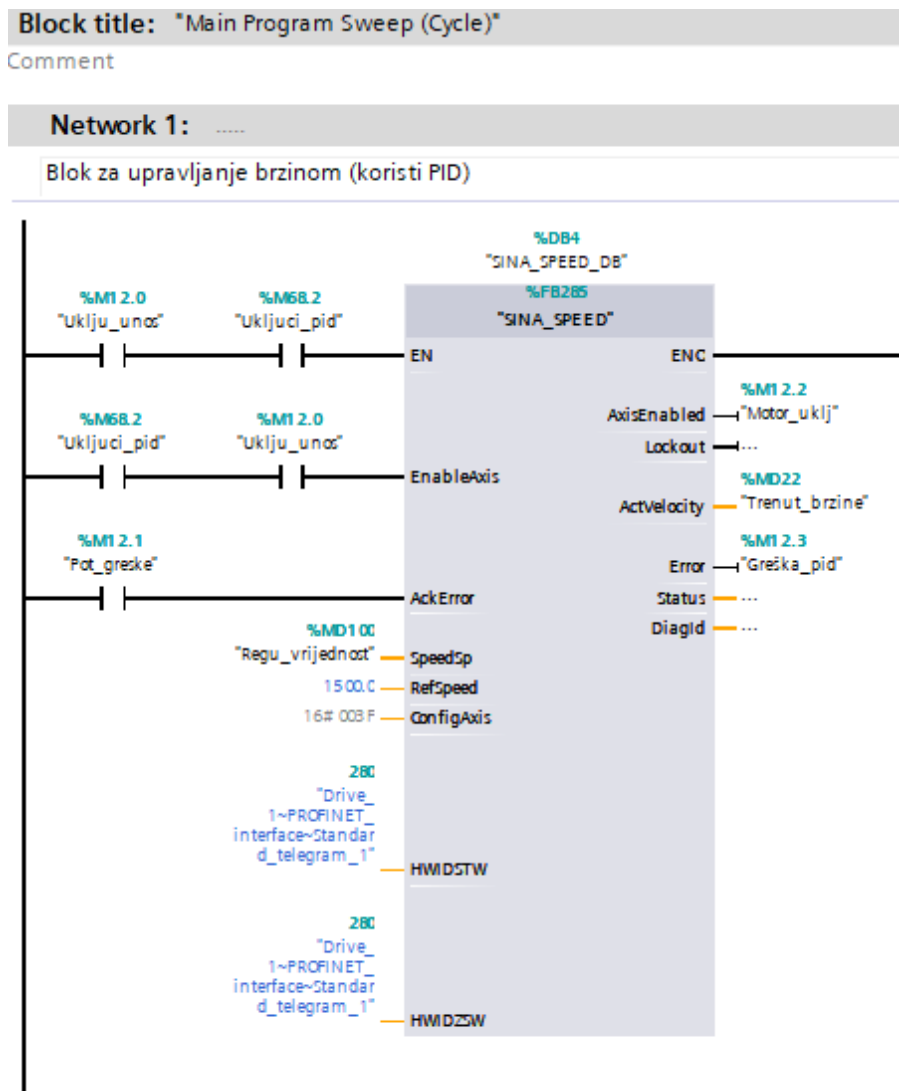 Block title: "Main Program Sweep (Cycle)"
Comment
Network 1: .....
Blok za upravljanje brzinom (koristi PID)
%DB4
"SINA_SPEED_DB"
%M12.0 %M68.2 %FB285
"Uklju_unos" "Ukljuci_pid" "SINA_SPEED"
EN ENO
%M12.2
AxisEnabled "Motor_uklj"
%M68.2 %M12.0
"Ukljuci_pid" "Uklju_unos" Lockout ...
EnableAxis %MD22
ActVelocity "Trenut_brzine"
%M12.1 %M12.3
"Pot_greske" Error "Greška_pid"
AckError Status ...
%MD100 DiagId ...
"Regu_vrijednost" SpeedSp
1500.0 RefSpeed
16# 003F ConfigAxis
280
"Drive_
1~PROFINET_
interface~Standar
d_telegram_1"
HWIDSTW
280
"Drive_
1~PROFINET_
interface~Standar
d_telegram_1"
HWIDZSW